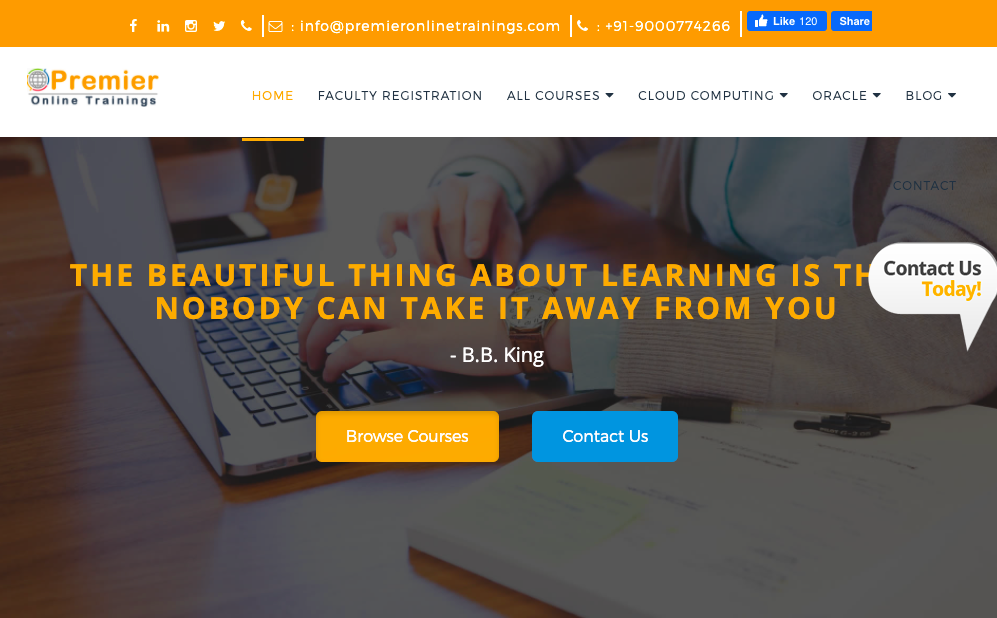 : info@premieronlinetrainings.com : +91-9000774266 Like 120 Share
Premier
Online Trainings
HOME FACULTY REGISTRATION ALL COURSES CLOUD COMPUTING ORACLE BLOG
CONTACT
THE BEAUTIFUL THING ABOUT LEARNING IS TH
NOBODY CAN TAKE IT AWAY FROM YOU
Contact Us
Today!
- B.B. King
Browse Courses Contact Us